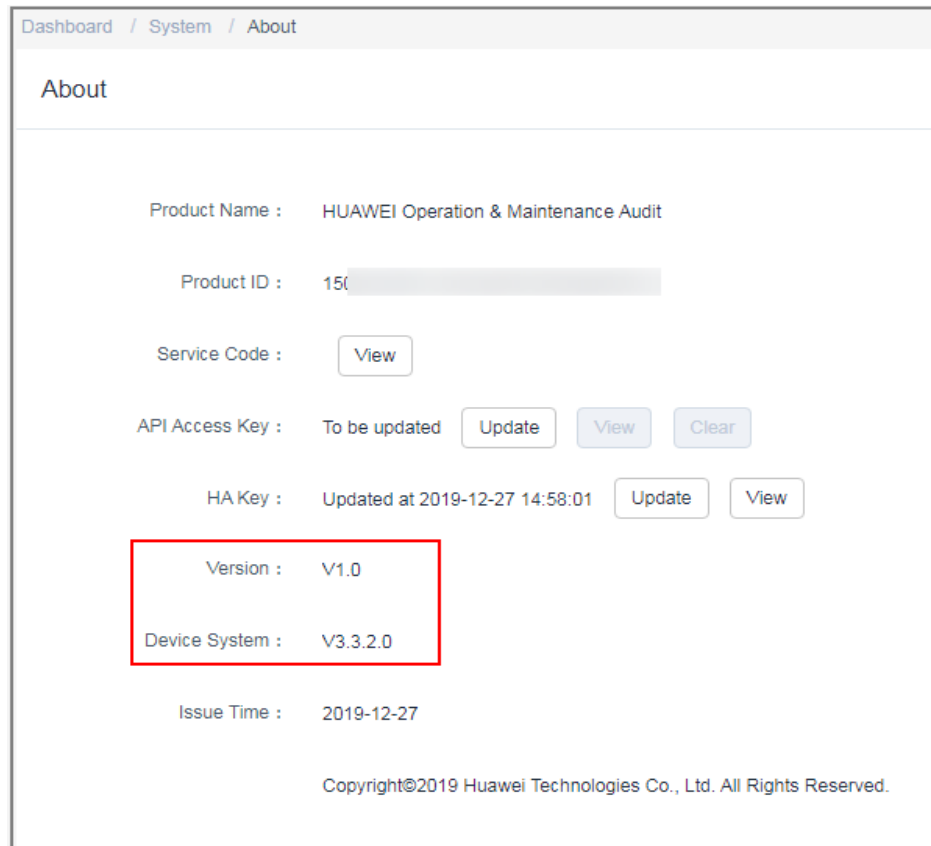 Dashboard / System / About
About
Product Name : HUAWEI Operation & Maintenance Audit
Product ID : 150
Service Code : View
API Access Key : To be updated Update View Clear
HA Key : Updated at 2019-12-27 14:58:01 Update View
Version : V1.0
Device System : V3.3.2.0
Issue Time : 2019-12-27
Copyright©2019 Huawei Technologies Co., Ltd. All Rights Reserved.